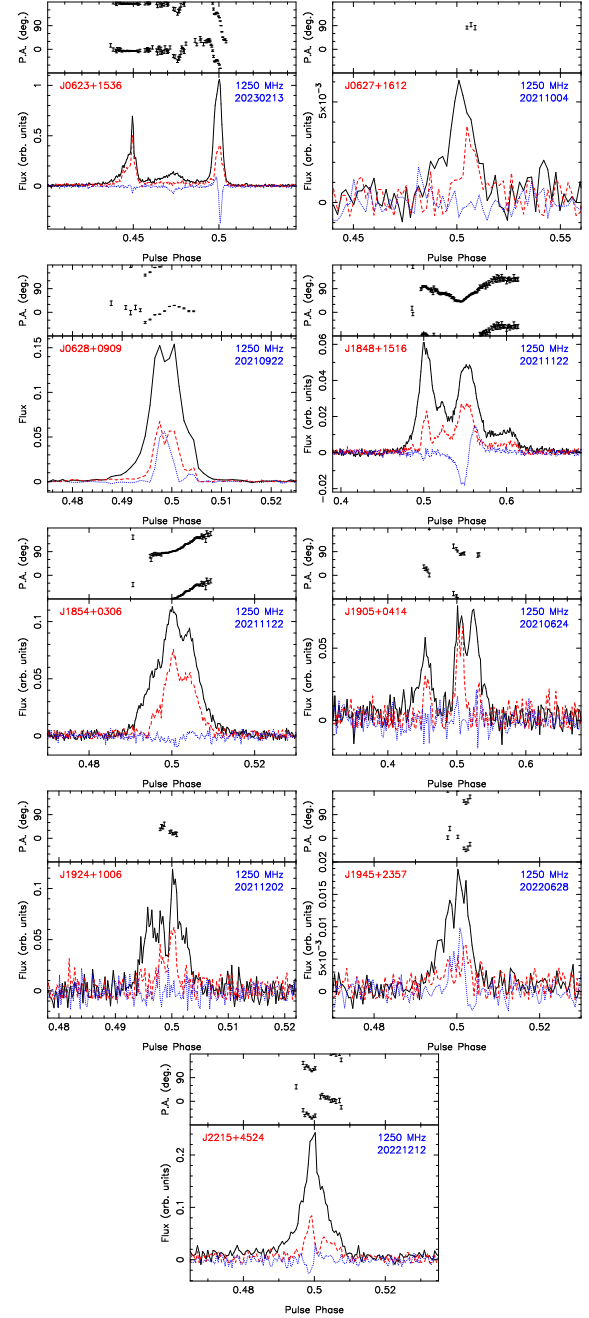 P.A. (deg.)
0 90
J0623+1536
1250 MHz
20230213
Flux (arb. units)
0 0.5 1
0.45 0.5
Pulse Phase
P.A. (deg.)
0 90
J0627+1612
1250 MHz
20211004
Flux (arb. units)
0 5×10⁻³
0.45 0.5 0.55
Pulse Phase
P.A. (deg.)
0 90
J0628+0909
1250 MHz
20210922
Flux
0 0.05 0.1 0.15
0.48 0.49 0.5 0.51 0.52
Pulse Phase
P.A. (deg.)
0 90
J1848+1516
1250 MHz
20211122
Flux (arb. units)
−0.02 0 0.02 0.04 0.06
0.4 0.5 0.6
Pulse Phase
P.A. (deg.)
0 90
J1854+0306
1250 MHz
20211122
Flux (arb. units)
0 0.05 0.1
0.48 0.5 0.52
Pulse Phase
P.A. (deg.)
0 90
J1905+0414
1250 MHz
20210624
Flux (arb. units)
0 0.05
0.4 0.5 0.6
Pulse Phase
P.A. (deg.)
0 90
J1924+1006
1250 MHz
20211202
Flux (arb. units)
0 0.05 0.1
0.48 0.49 0.5 0.51 0.52
Pulse Phase
P.A. (deg.)
0 90
J1945+2357
1250 MHz
20220628
Flux (arb. units)
0 5×10⁻³ 0.01 0.015 0.02
0.48 0.5 0.52
Pulse Phase
P.A. (deg.)
0 90
J2215+4524
1250 MHz
20221212
Flux (arb. units)
0 0.1 0.2
0.48 0.5 0.52
Pulse Phase